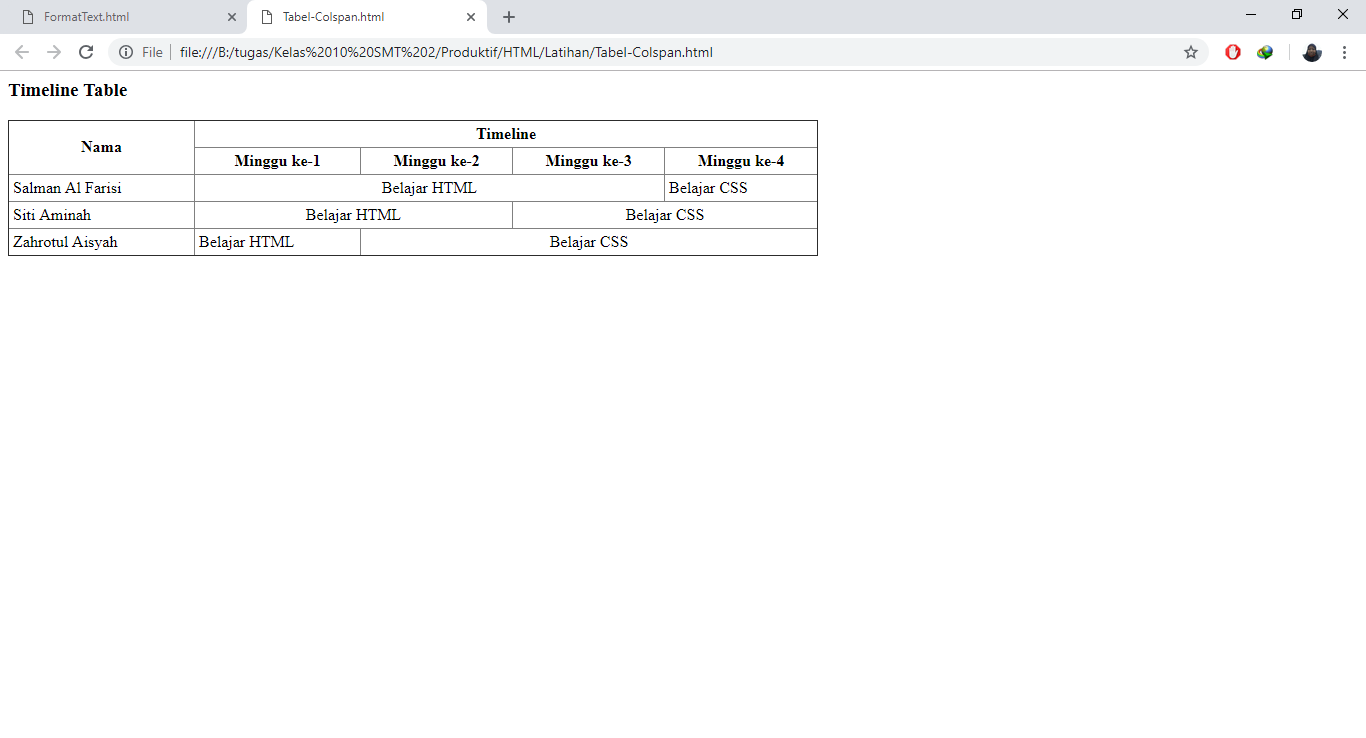 FormatText.html
Tabel-Colspan.html
File
file:///B:/tugas/Kelas%2010%20SMT%202/Produktif/HTML/Latihan/Tabel-Colspan.html
Timeline Table
Nama
Timeline
Minggu ke-1 Minggu ke-2 Minggu ke-3 Minggu ke-4
Salman Al Farisi Belajar HTML Belajar CSS
Siti Aminah Belajar HTML Belajar CSS
Zahrotul Aisyah Belajar HTML Belajar CSS